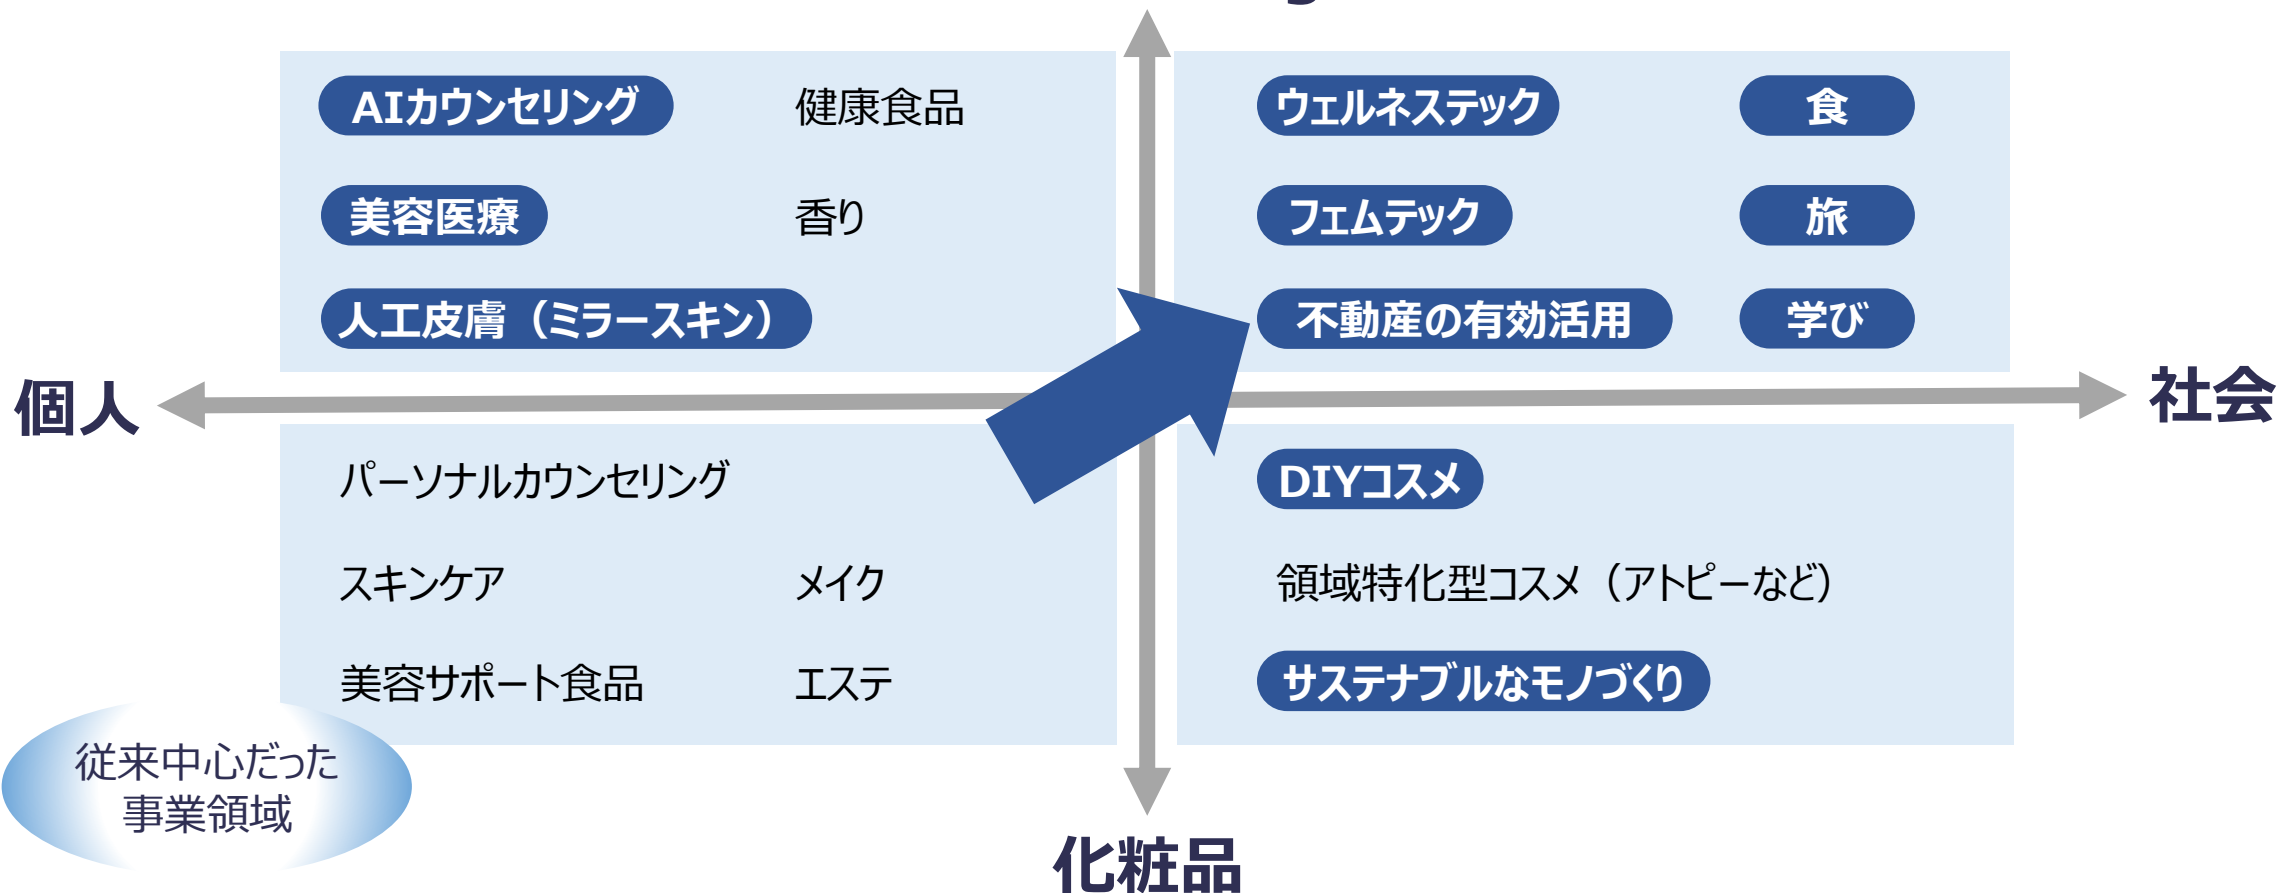 AIカウンセリング
健康食品
美容医療
香り
人工皮膚（ミラースキン）
ウェルネステック
食
フェムテック
旅
不動産の有効活用
学び
個人
社会
パーソナルカウンセリング
スキンケア
メイク
美容サポート食品
エステ
DIYコスメ
領域特化型コスメ（アトピーなど）
サステナブルなモノづくり
従来中心だった
事業領域
化粧品